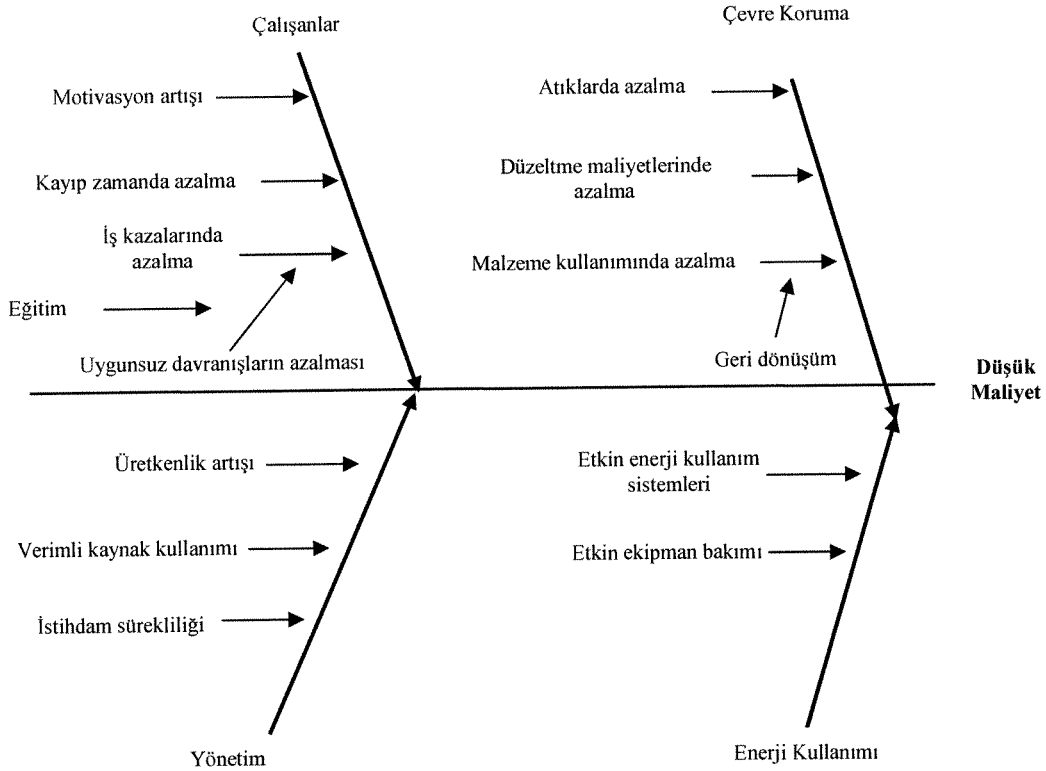 Çalışanlar
Çevre Koruma
Motivasyon artışı
Atıklarda azalma
Kayıp zamanda azalma
Düzeltme maliyetlerinde
azalma
İş kazalarında
azalma
Malzeme kullanımında azalma
Eğitim
Uygunsuz davranışların azalması
Geri dönüşüm
Düşük
Maliyet
Üretkenlik artışı
Etkin enerji kullanım
sistemleri
Verimli kaynak kullanımı
Etkin ekipman bakımı
İstihdam sürekliliği
Yönetim
Enerji Kullanımı